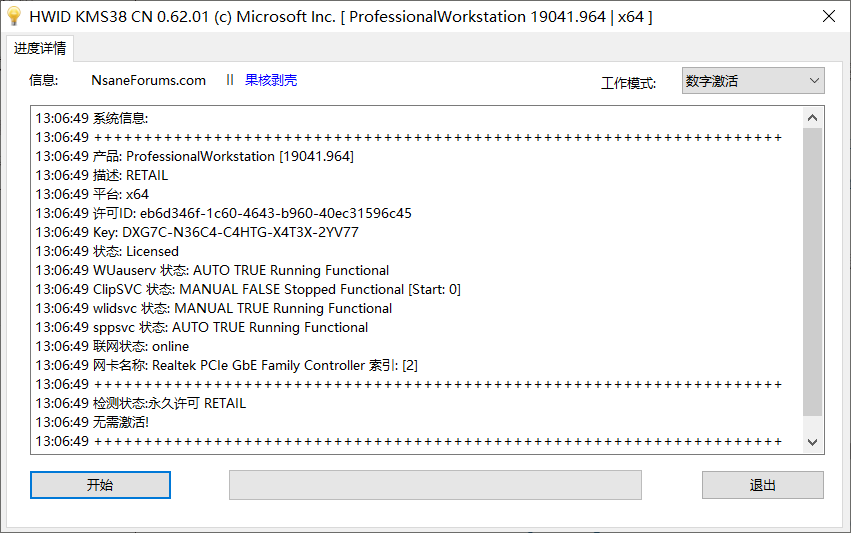 HWID KMS38 CN 0.62.01 (c) Microsoft Inc. [ ProfessionalWorkstation 19041.964 | x64 ]
进度详情
信息: NsaneForums.com || 果核剥壳 工作模式: 数字激活
13:06:49 系统信息:
13:06:49 +++++++++++++++++++++++++++++++++++++++++++++++++++++++++++++++++++++
13:06:49 产品: ProfessionalWorkstation [19041.964]
13:06:49 描述: RETAIL
13:06:49 平台: x64
13:06:49 许可ID: eb6d346f-1c60-4643-b960-40ec31596c45
13:06:49 Key: DXG7C-N36C4-C4HTG-X4T3X-2YV77
13:06:49 状态: Licensed
13:06:49 WUauserv 状态: AUTO TRUE Running Functional
13:06:49 ClipSVC 状态: MANUAL FALSE Stopped Functional [Start: 0]
13:06:49 wlidsvc 状态: MANUAL TRUE Running Functional
13:06:49 sppsvc 状态: AUTO TRUE Running Functional
13:06:49 联网状态: online
13:06:49 网卡名称: Realtek PCIe GbE Family Controller 索引: [2]
13:06:49 +++++++++++++++++++++++++++++++++++++++++++++++++++++++++++++++++++++
13:06:49 检测状态:永久许可 RETAIL
13:06:49 无需激活!
13:06:49 +++++++++++++++++++++++++++++++++++++++++++++++++++++++++++++++++++++
开始 退出